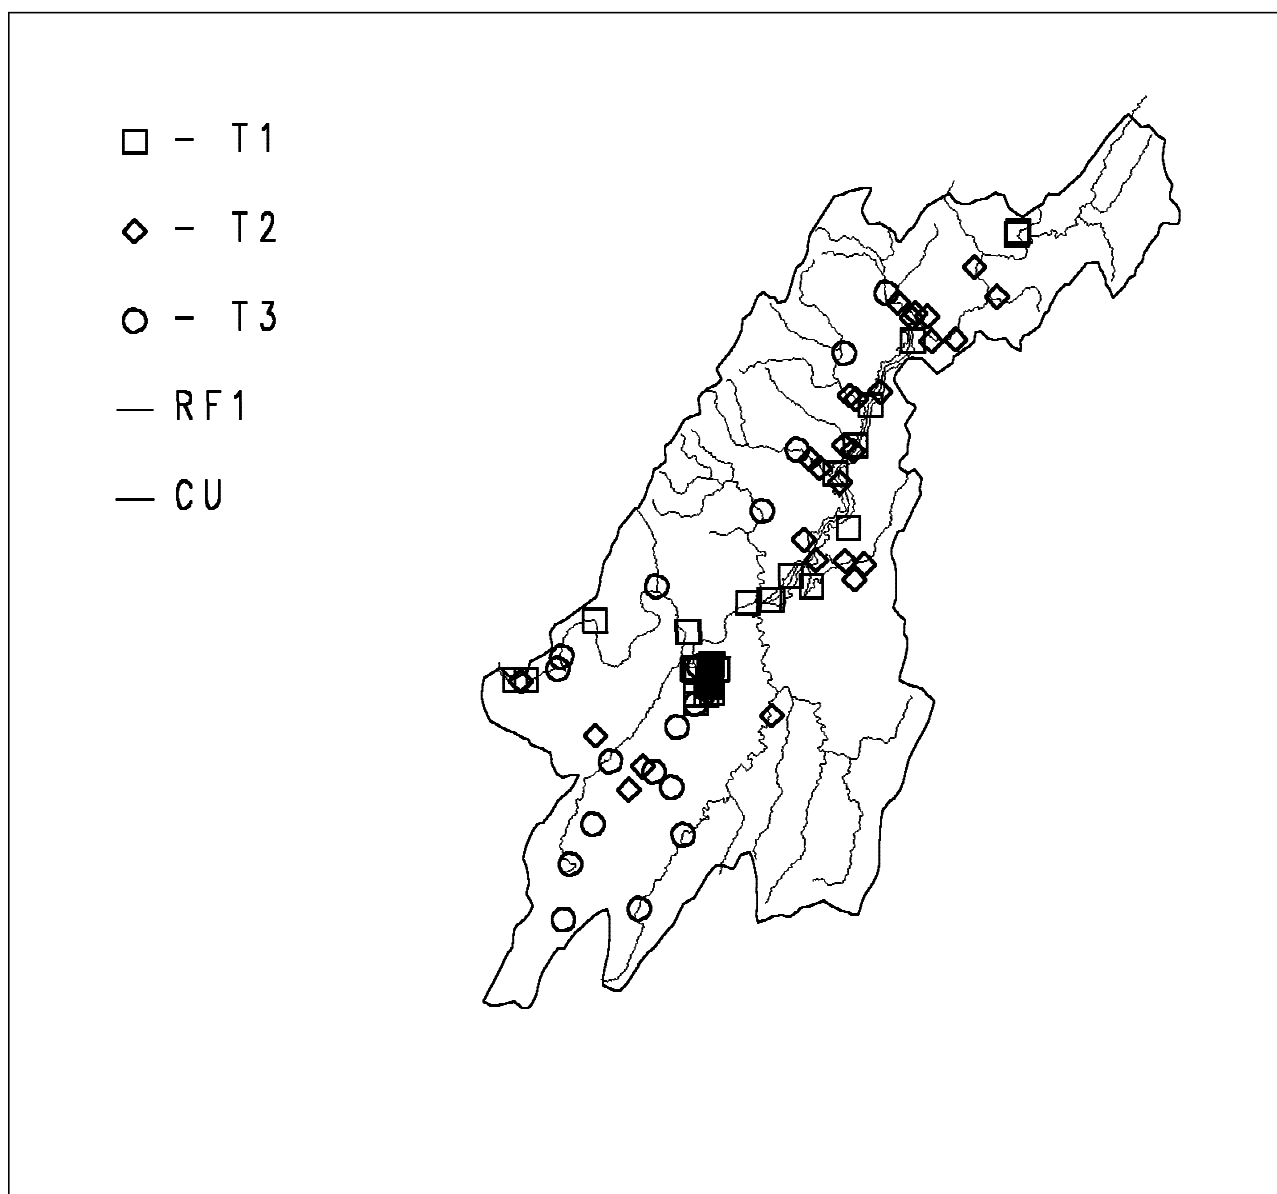 □ - T1
◇ - T2
○ - T3
— RF1
— CU